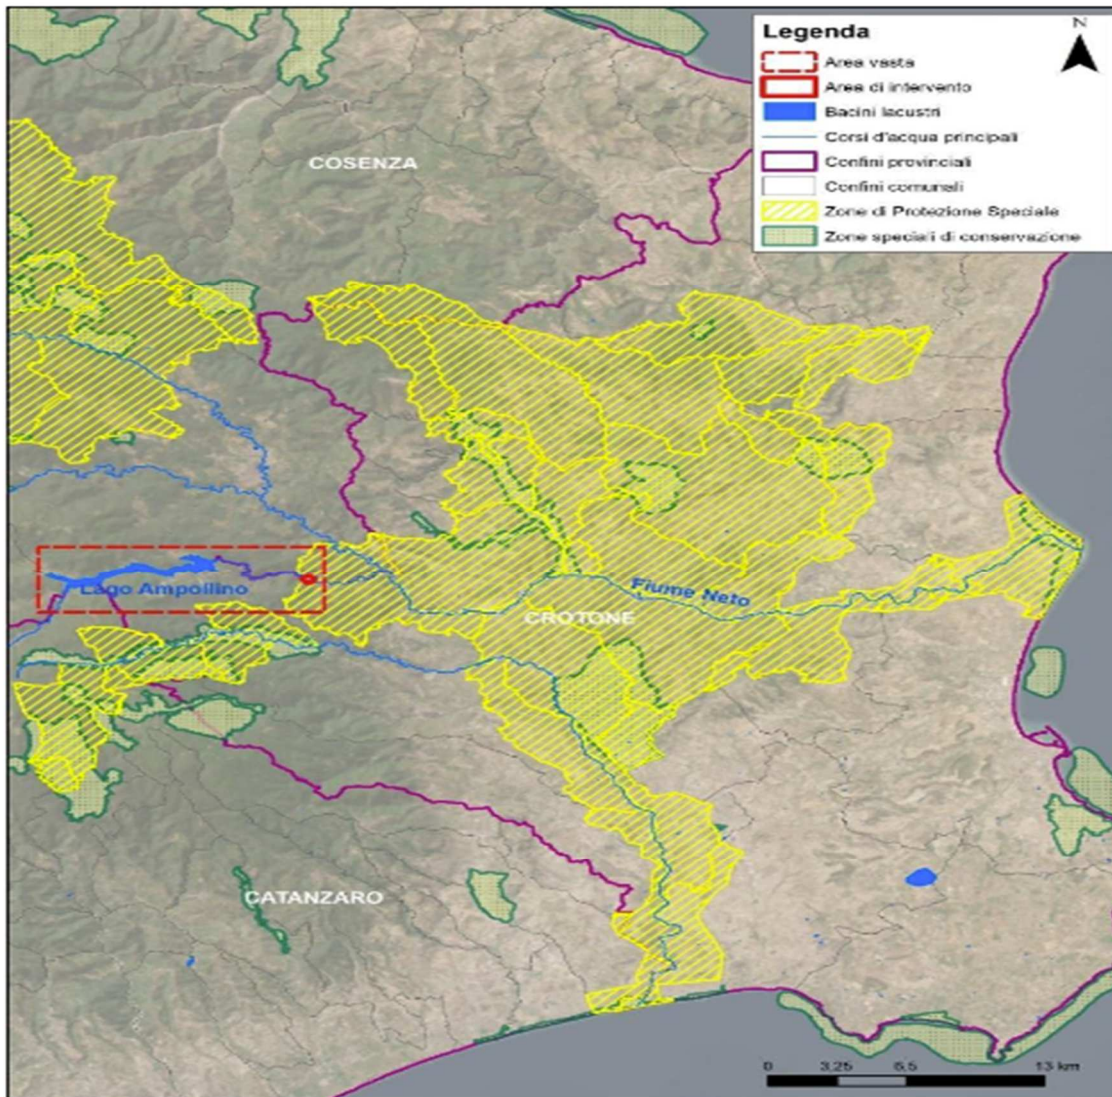 Legenda
N
Area vasta
Area di intervento
Bacini lacustri
Corsi d'acqua principali
Confini provinciali
Confini comunali
Zone di Protezione Speciale
Zone speciali di conservazione
COSENZA
Lago Ampollino
Fiume Neto
CROTONE
CATANZARO
0 3,25 6,5 13 km